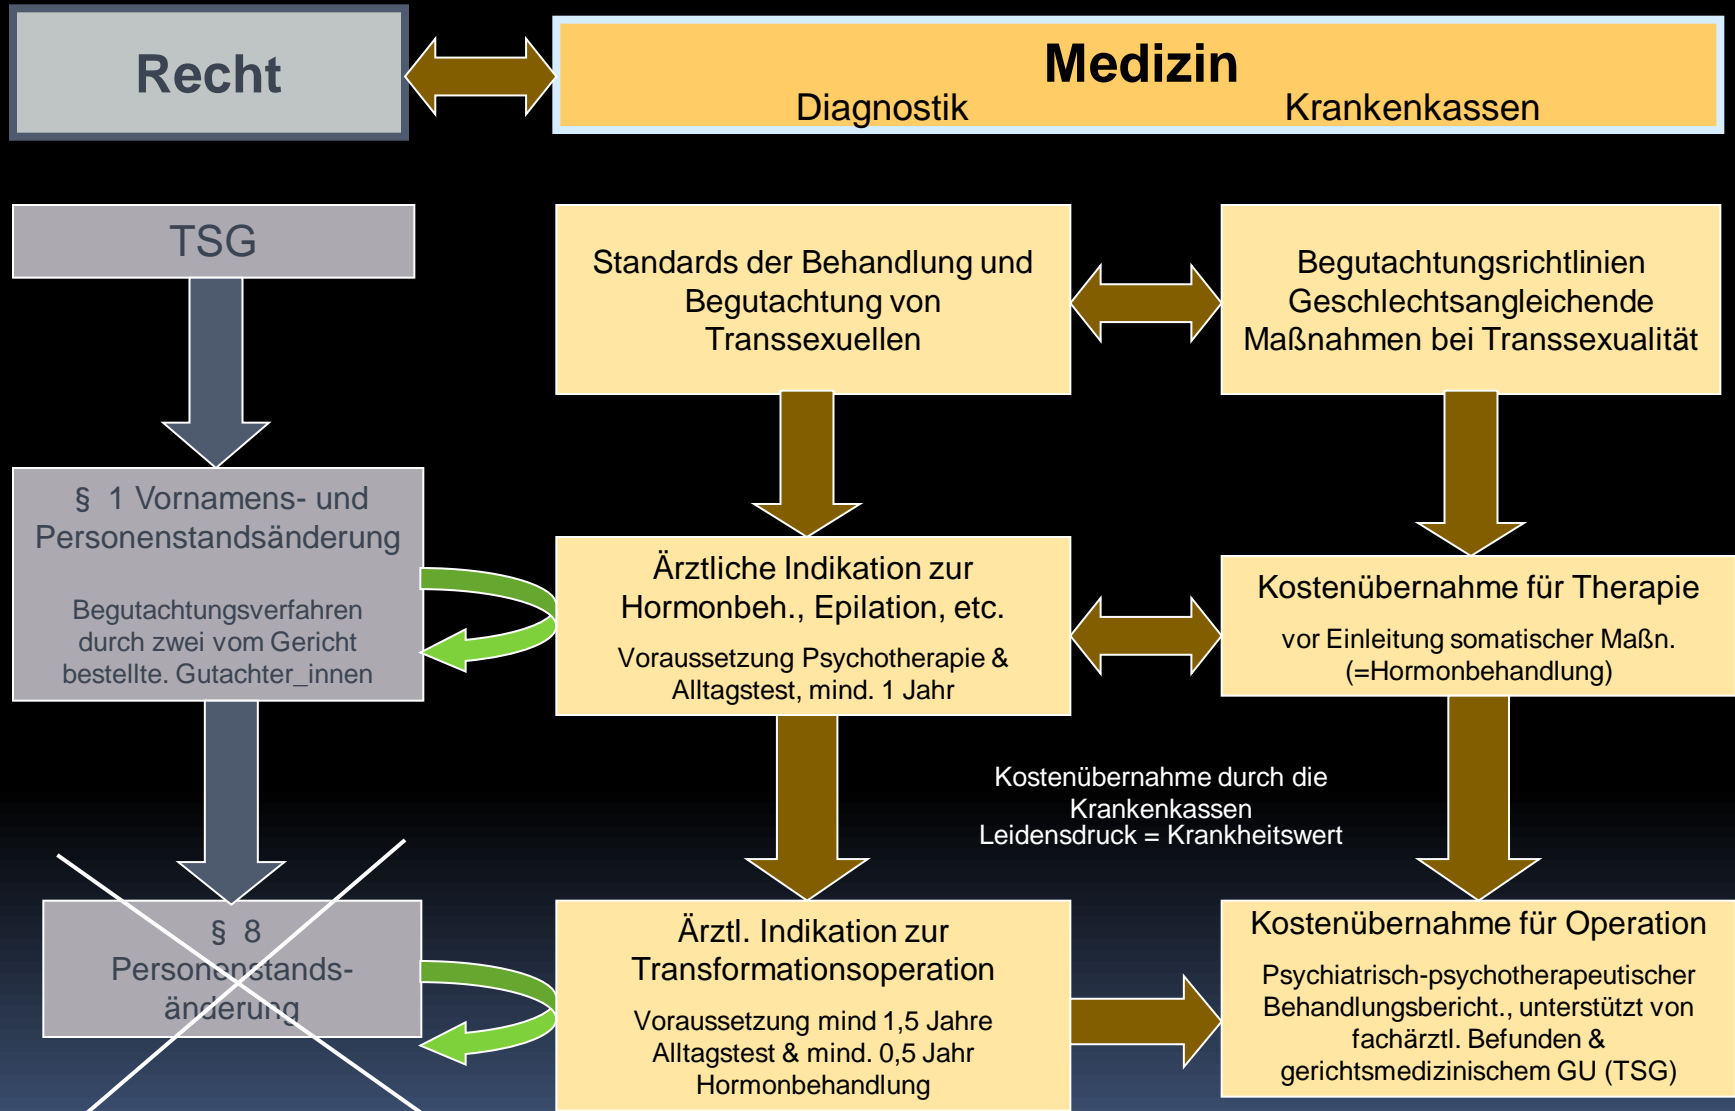 Recht
Medizin
Diagnostik
Krankenkassen
TSG
Standards der Behandlung und
Begutachtung von
Transsexuellen
Begutachtungsrichtlinien
Geschlechtsangleichende
Maßnahmen bei Transsexualität
§ 1 Vornamens- und
Personenstandsänderung
Begutachtungsverfahren
durch zwei vom Gericht
bestellte. Gutachter_innen
Ärztliche Indikation zur
Hormonbeh., Epilation, etc.
Voraussetzung Psychotherapie &
Alltagstest, mind. 1 Jahr
Kostenübernahme für Therapie
vor Einleitung somatischer Maßn.
(=Hormonbehandlung)
Kostenübernahme durch die
Krankenkassen
Leidensdruck = Krankheitswert
§ 8
Personenstands-
änderung
Ärztl. Indikation zur
Transformationsoperation
Voraussetzung mind 1,5 Jahre
Alltagstest & mind. 0,5 Jahr
Hormonbehandlung
Kostenübernahme für Operation
Psychiatrisch-psychotherapeutischer
Behandlungsbericht., unterstützt von
fachärztl. Befunden &
gerichtsmedizinischem GU (TSG)